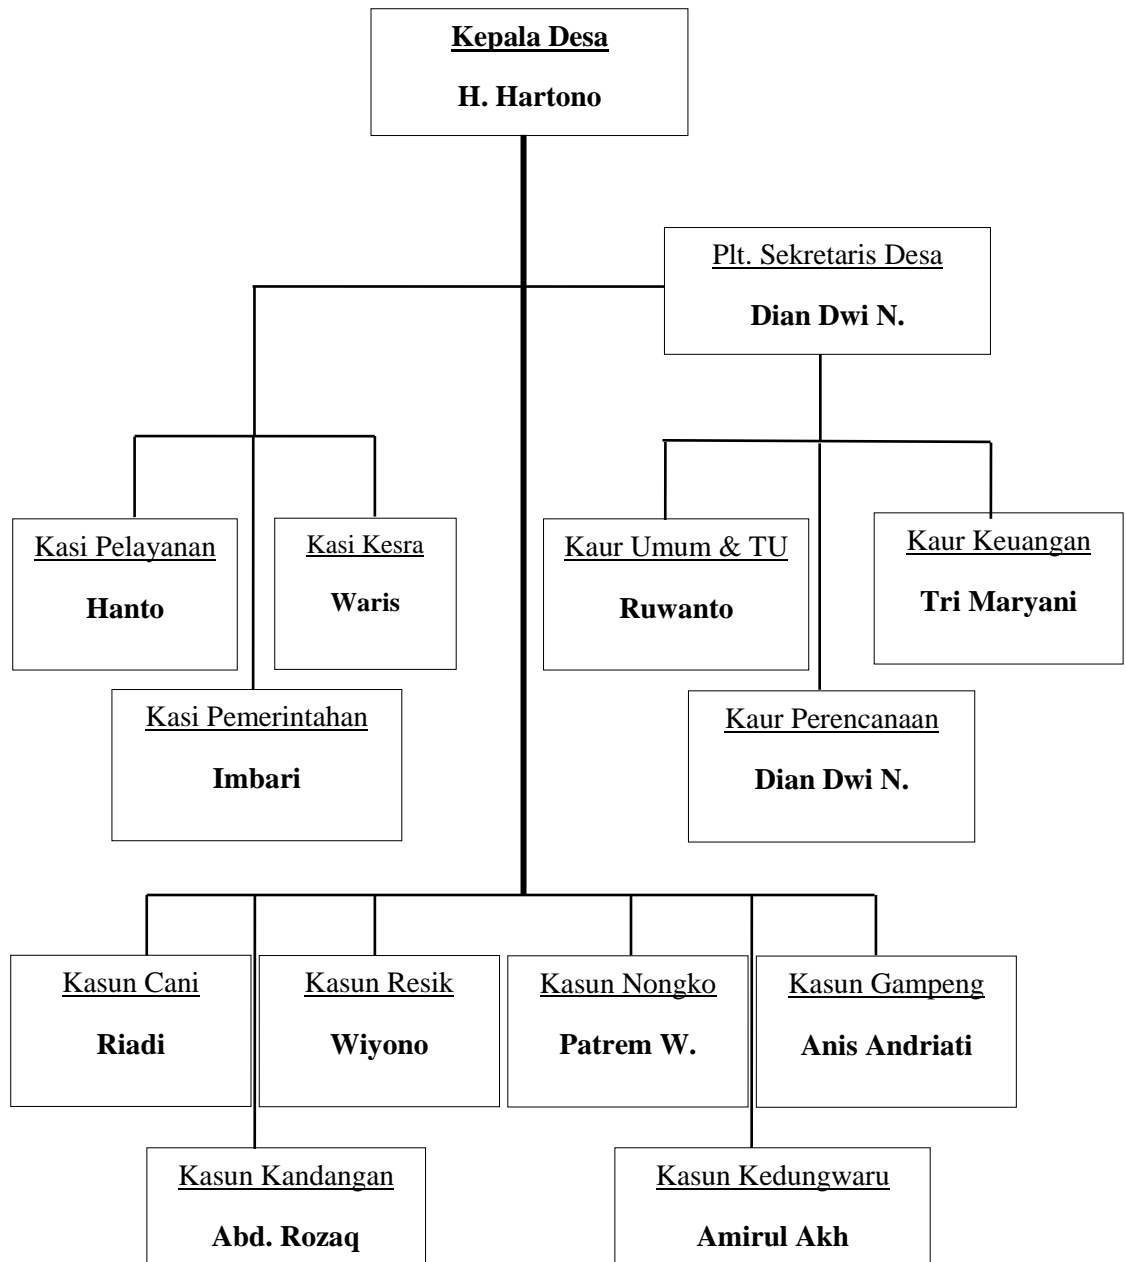 Kepala Desa
H. Hartono
Plt. Sekretaris Desa
Dian Dwi N.
Kasi Pelayanan
Hanto
Kasi Kesra
Waris
Kasi Pemerintahan
Imbari
Kaur Umum & TU
Ruwanto
Kaur Keuangan
Tri Maryani
Kaur Perencanaan
Dian Dwi N.
Kasun Cani
Riadi
Kasun Resik
Wiyono
Kasun Nongko
Patrem W.
Kasun Gampeng
Anis Andriati
Kasun Kandangan
Abd. Rozaq
Kasun Kedungwaru
Amirul Akh